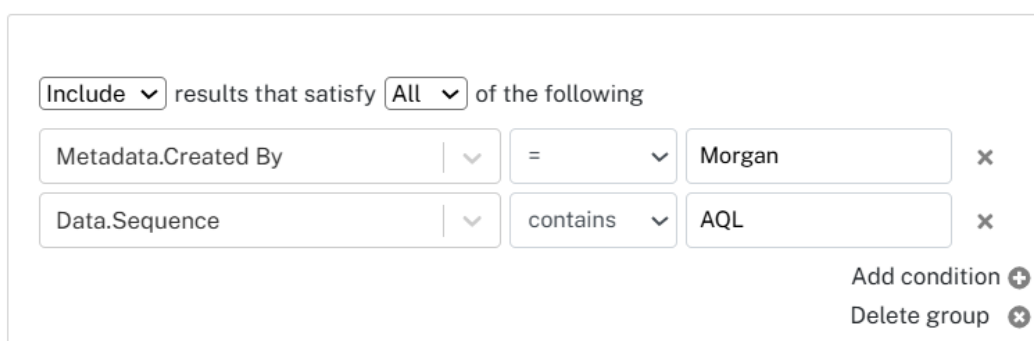 Include results that satisfy All of the following
Metadata.Created By = Morgan
Data.Sequence contains AQL
Add condition
Delete group